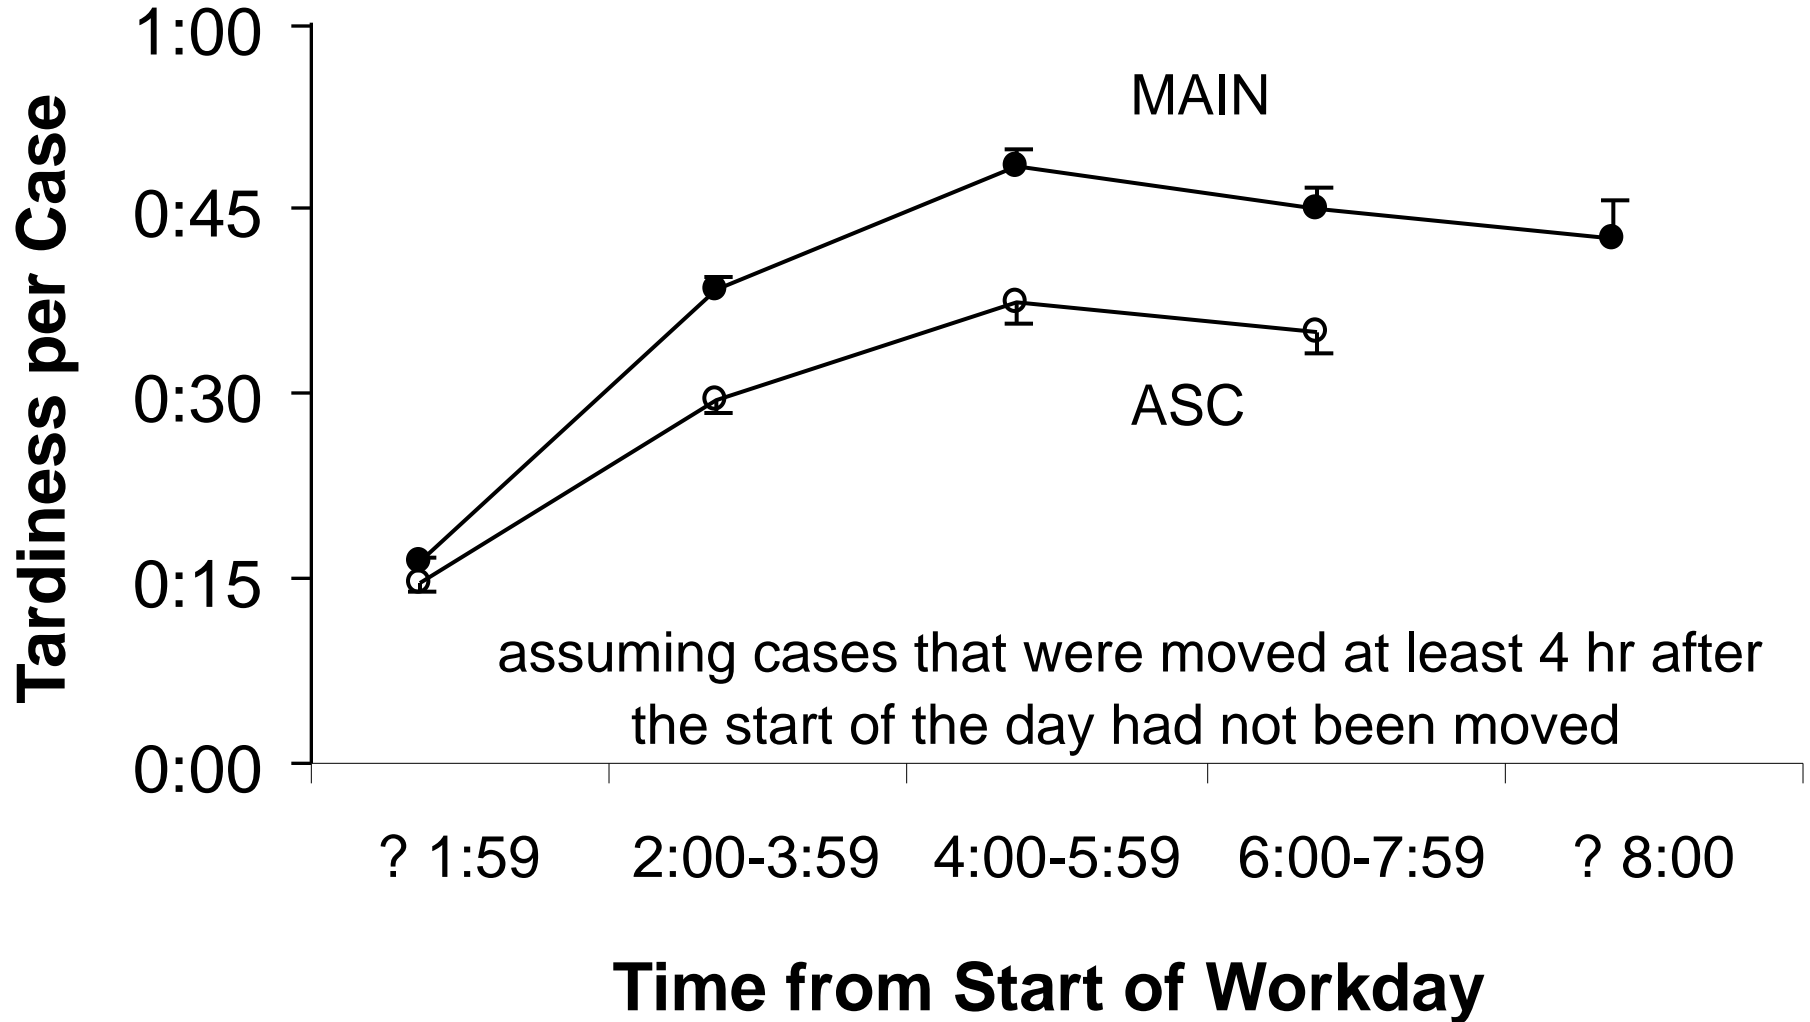 Tardiness per Case
1:00
0:45
0:30
0:15
0:00
MAIN
ASC
assuming cases that were moved at least 4 hr after
the start of the day had not been moved
? 1:59
2:00-3:59
4:00-5:59
6:00-7:59
? 8:00
Time from Start of Workday